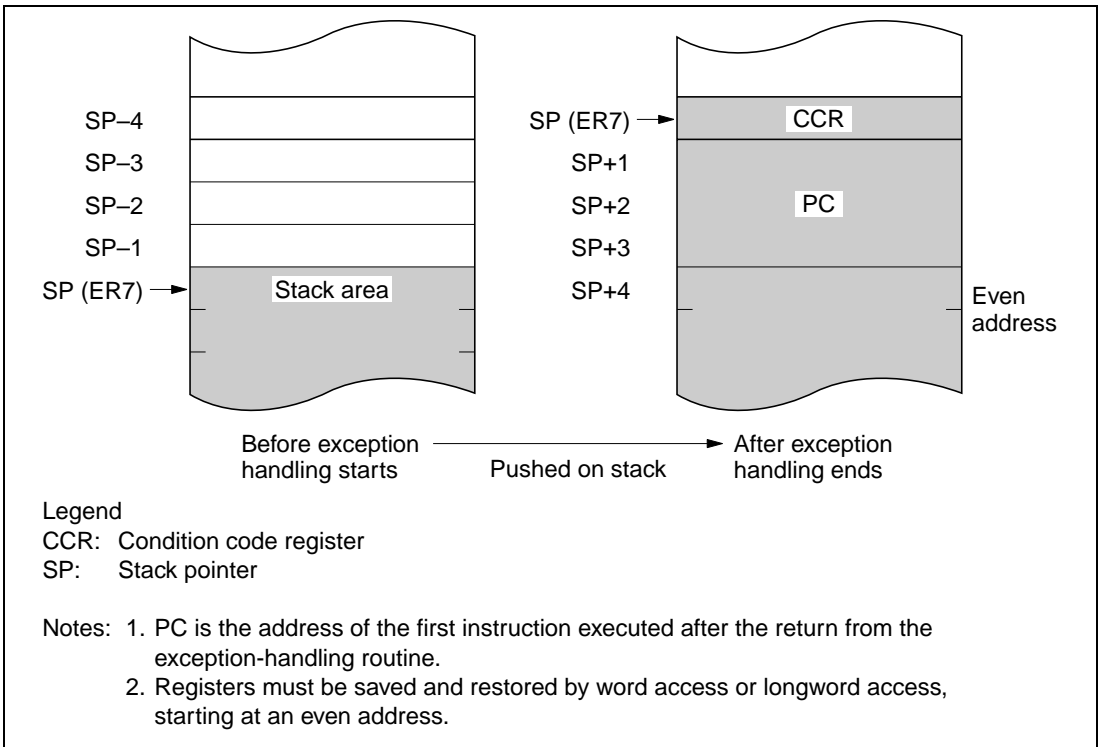 SP–4
SP–3
SP–2
SP–1
SP (ER7)
Stack area
SP (ER7)
CCR
SP+1
SP+2
PC
SP+3
SP+4
Even
address
Before exception
handling starts
Pushed on stack
After exception
handling ends
Legend
CCR: Condition code register
SP: Stack pointer
Notes: 1. PC is the address of the first instruction executed after the return from the
exception-handling routine.
2. Registers must be saved and restored by word access or longword access,
starting at an even address.